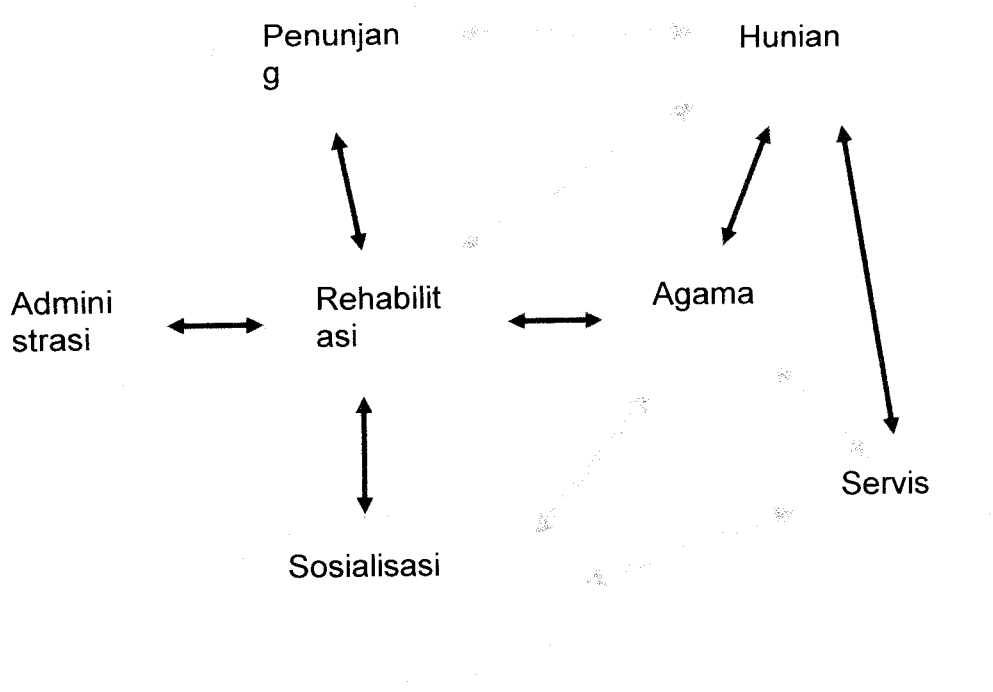 Penunjan
g
Hunian
Admini
strasi
Rehabilit
asi
Agama
Servis
Sosialisasi